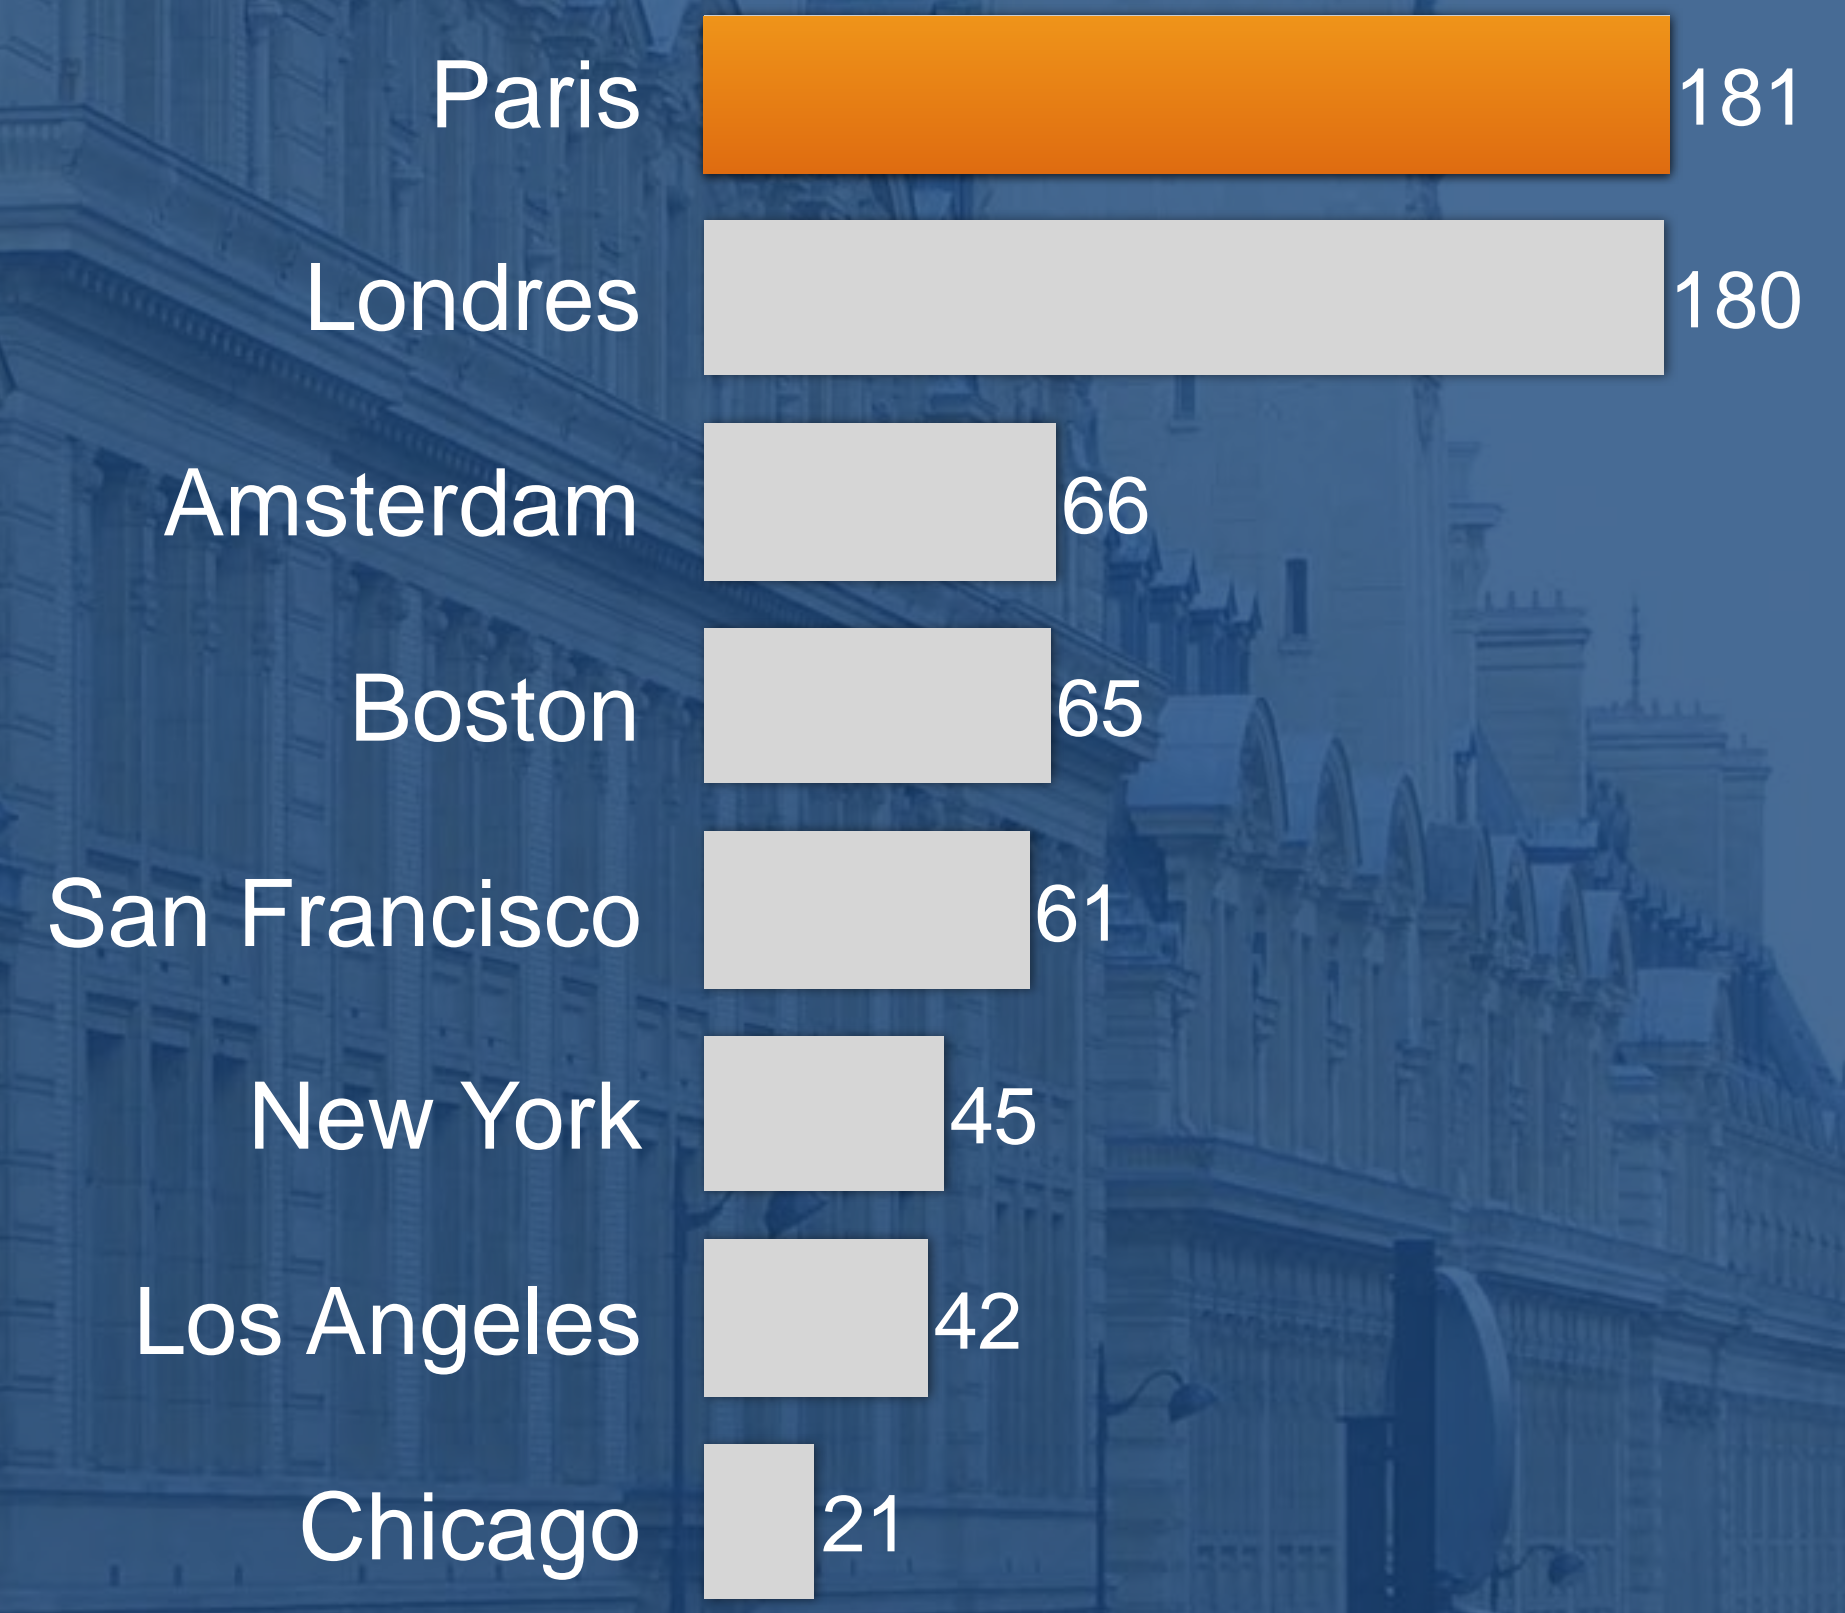 Paris 181
Londres 180
Amsterdam 66
Boston 65
San Francisco 61
New York 45
Los Angeles 42
Chicago 21